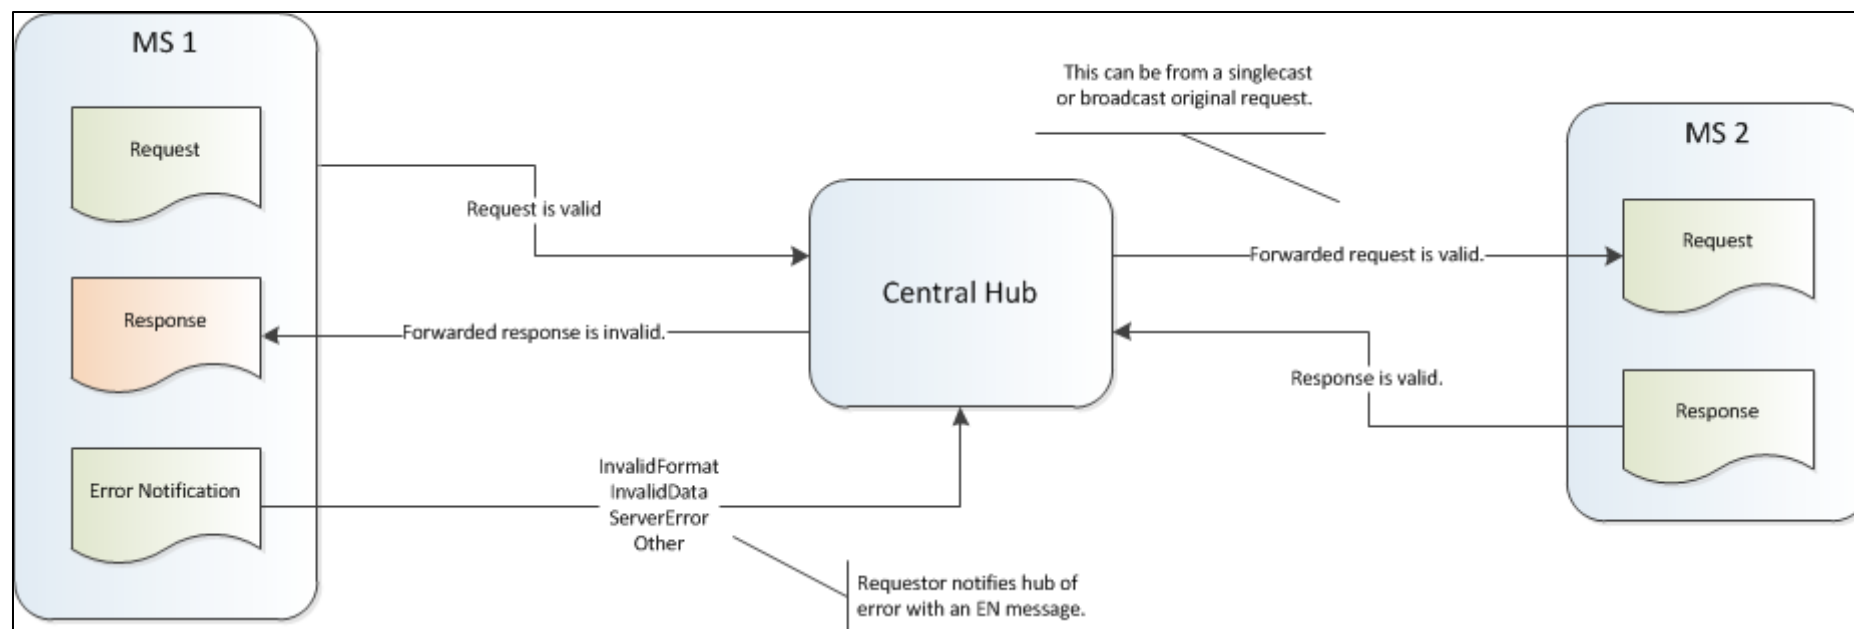 MS 1
Request
Request is valid
Response
Forwarded response is invalid.
Error Notification
InvalidFormat
InvalidData
ServerError
Other
Requestor notifies hub of
error with an EN message.
Central Hub
This can be from a singlecast
or broadcast original request.
Forwarded request is valid.
Response is valid.
MS 2
Request
Response